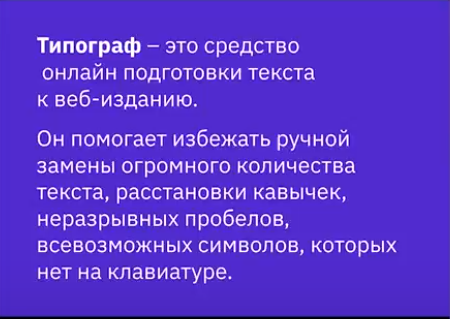 Типограф – это средство
онлайн подготовки текста
к веб-изданию.
Он помогает избежать ручной
замены огромного количества
текста, расстановки кавычек,
неразрывных пробелов,
всевозможных символов, которых
нет на клавиатуре.